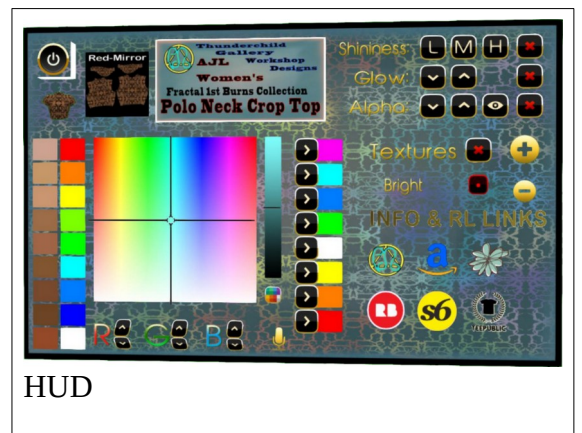 Red-Mirror
Thunderchild
Gallery
AJL Workshop
Designs
Women's
Fractal 1st Burns Collection
Polo Neck Crop Top
Shininess: L M H
Glow:
Alpha:
Textures
Bright
INFO & RL LINKS
a
RB
s6
TEEPUBLIC
R G B
HUD